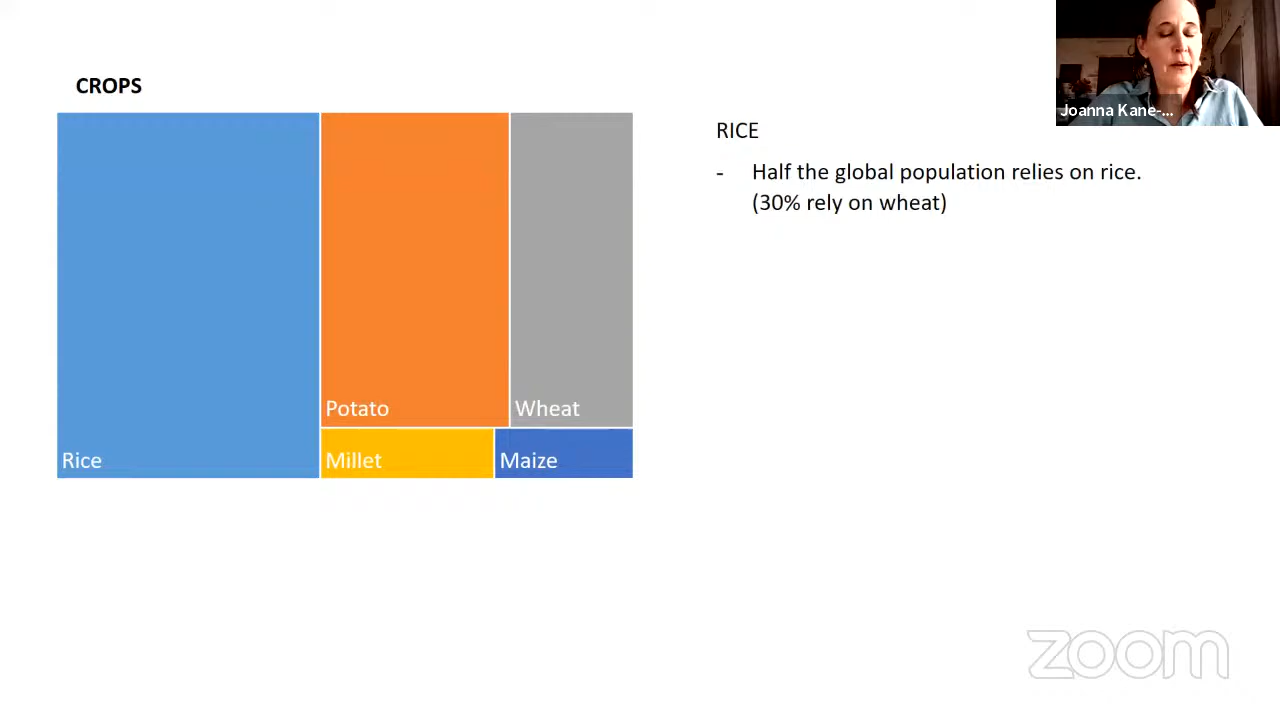 CROPS
Rice
Potato
Wheat
Millet
Maize
RICE
- Half the global population relies on rice.
(30% rely on wheat)
Joanna Kane-...
zoom